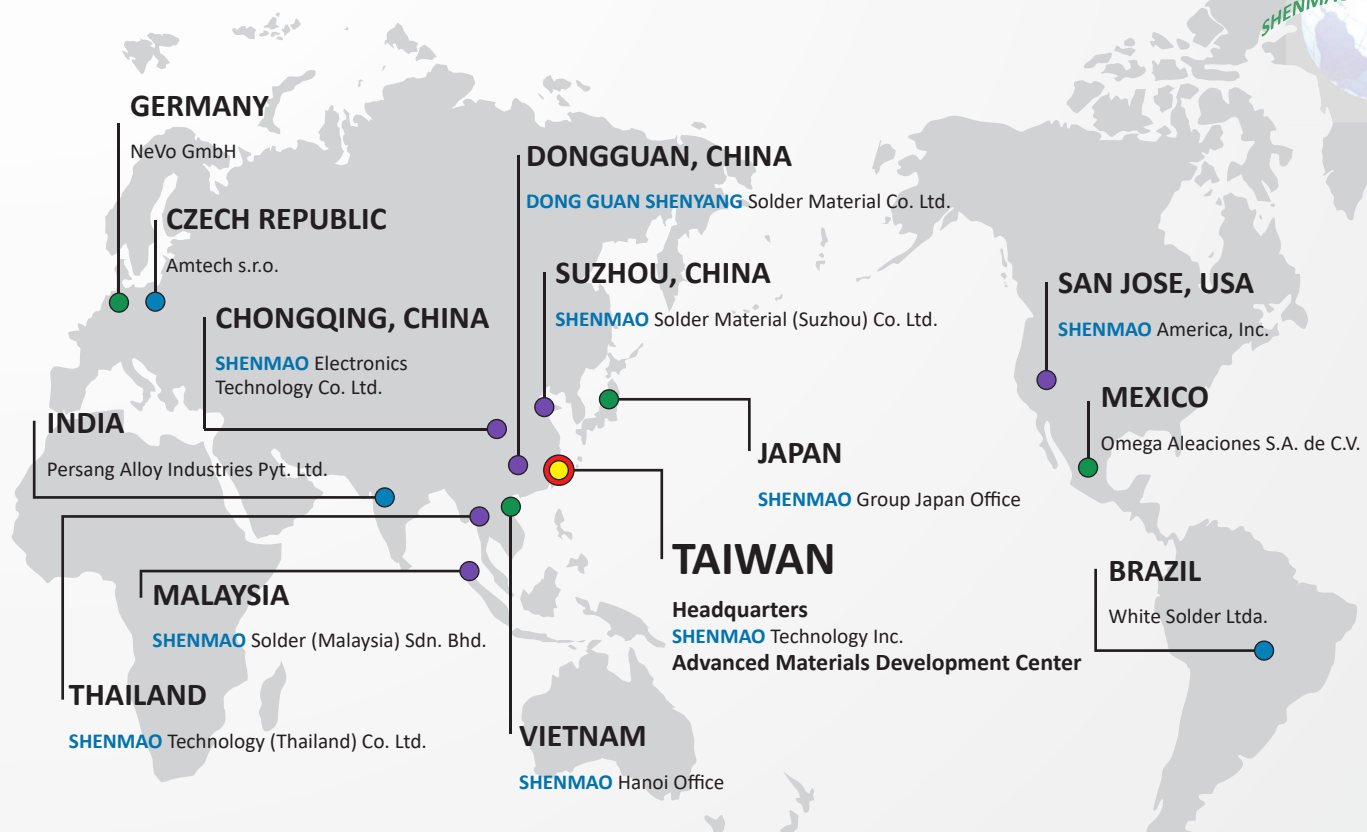 SHENMAO
GERMANY
NeVo GmbH
CZECH REPUBLIC
Amtech s.r.o.
CHONGQING, CHINA
SHENMAO Electronics
Technology Co. Ltd.
INDIA
Persang Alloy Industries Pyt. Ltd.
DONGGUAN, CHINA
DONG GUAN SHENYANG Solder Material Co. Ltd.
SUZHOU, CHINA
SHENMAO Solder Material (Suzhou) Co. Ltd.
SAN JOSE, USA
SHENMAO America, Inc.
MEXICO
Omega Aleaciones S.A. de C.V.
JAPAN
SHENMAO Group Japan Office
TAIWAN
Headquarters
SHENMAO Technology Inc.
Advanced Materials Development Center
BRAZIL
White Solder Ltda.
MALAYSIA
SHENMAO Solder (Malaysia) Sdn. Bhd.
THAILAND
SHENMAO Technology (Thailand) Co. Ltd.
VIETNAM
SHENMAO Hanoi Office